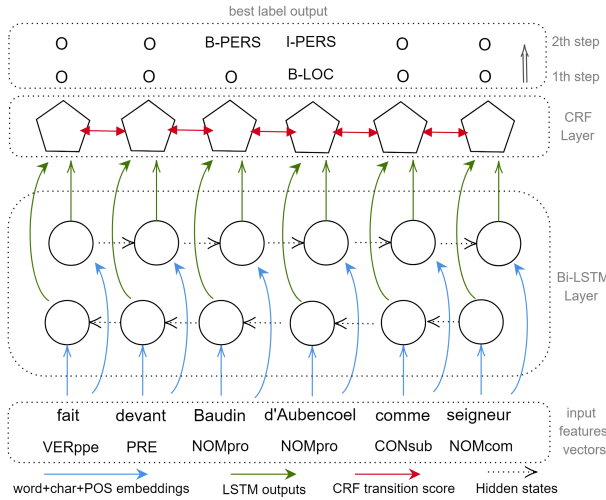 best label output
O O B-PERS I-PERS O O 2th step
O O O B-LOC O O 1th step
CRF
Layer
Bi-LSTM
Layer
fait devant Baudin d'Aubencoel comme seigneur
VERppe PRE NOMpro NOMpro CONsub NOMcom
input
features
vectors
word+char+POS embeddings LSTM outputs CRF transition score Hidden states